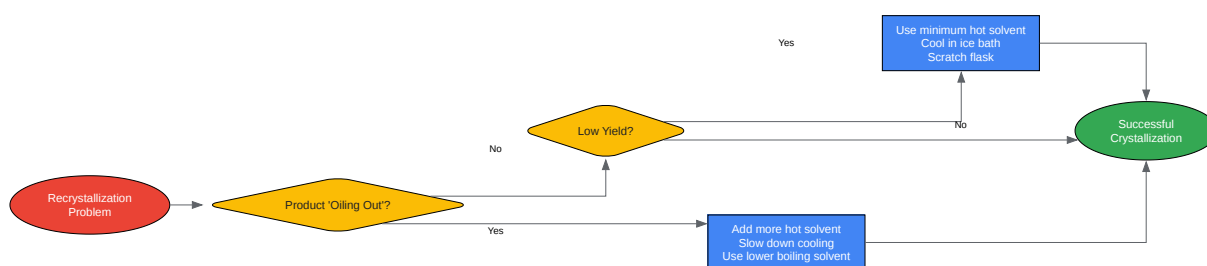 Recrystallization
Problem
Product 'Oiling Out'?
No
Yes
Low Yield?
Yes
No
Use minimum hot solvent
Cool in ice bath
Scratch flask
Add more hot solvent
Slow down cooling
Use lower boiling solvent
Successful
Crystallization